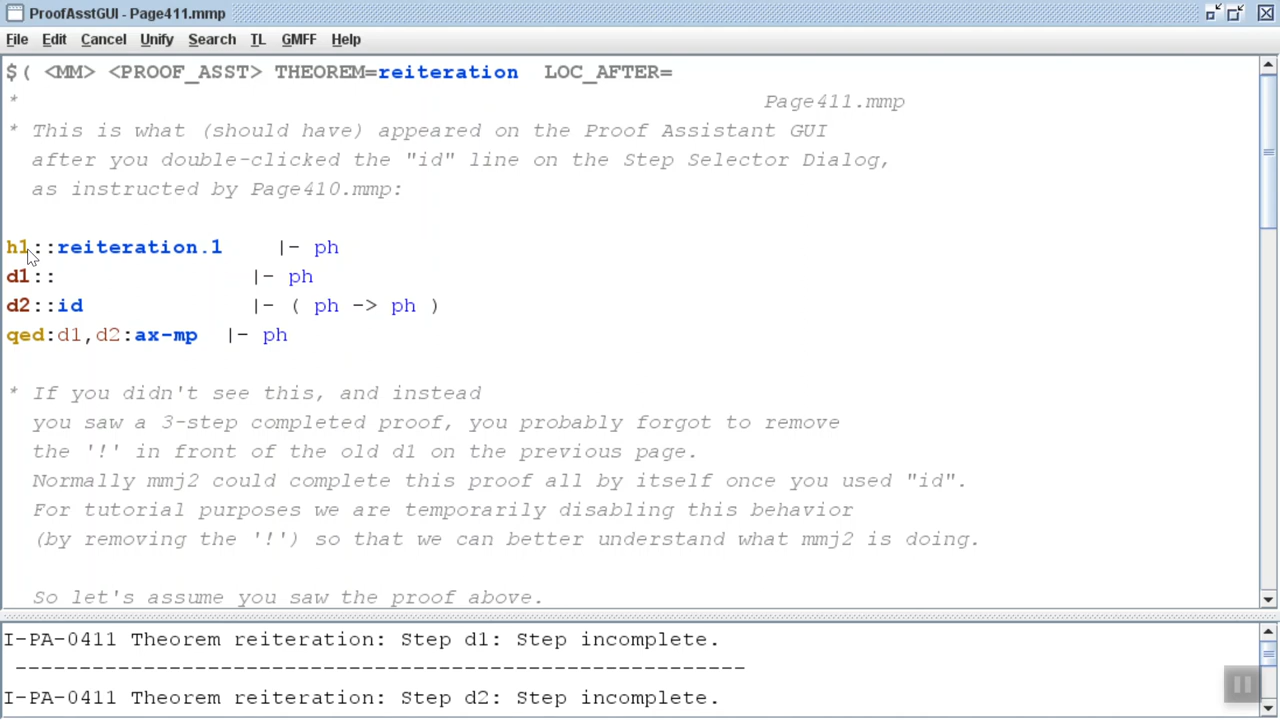 ProofAsstGUI - Page411.mmp
File Edit Cancel Unify Search TL GMFF Help
$( <MM> <PROOF_ASST> THEOREM=reiteration  LOC_AFTER=
* Page411.mmp
* This is what (should have) appeared on the Proof Assistant GUI
after you double-clicked the "id" line on the Step Selector Dialog,
as instructed by Page410.mmp:
h1::reiteration.1 |- ph
d1:: |- ph
d2::id |- ( ph -> ph )
qed:d1,d2:ax-mp |- ph
* If you didn't see this, and instead
you saw a 3-step completed proof, you probably forgot to remove
the '!' in front of the old d1 on the previous page.
Normally mmj2 could complete this proof all by itself once you used "id".
For tutorial purposes we are temporarily disabling this behavior
(by removing the '!') so that we can better understand what mmj2 is doing.
So let's assume you saw the proof above.
I-PA-0411 Theorem reiteration: Step d1: Step incomplete.
---------------------------------------------------------
I-PA-0411 Theorem reiteration: Step d2: Step incomplete.